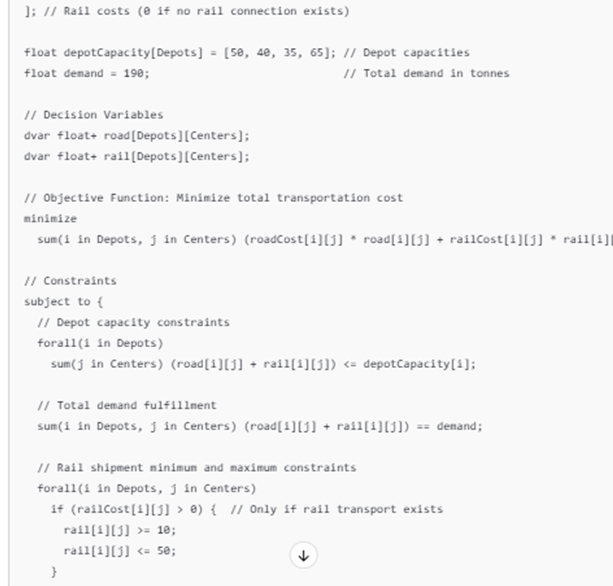 ]; // Rail costs (0 if no rail connection exists)
float depotCapacity[Depots] = [50, 40, 35, 65]; // Depot capacities
float demand = 190; // Total demand in tonnes
// Decision Variables
dvar float+ road[Depots][Centers];
dvar float+ rail[Depots][Centers];
// Objective Function: Minimize total transportation cost
minimize
sum(i in Depots, j in Centers) (roadCost[i][j] * road[i][j] + railCost[i][j] * rail[i][
// Constraints
subject to {
// Depot capacity constraints
forall(i in Depots)
sum(j in Centers) (road[i][j] + rail[i][j]) <= depotCapacity[i];
// Total demand fulfillment
sum(i in Depots, j in Centers) (road[i][j] + rail[i][j]) == demand;
// Rail shipment minimum and maximum constraints
forall(i in Depots, j in Centers)
if (railCost[i][j] > 0) { // Only if rail transport exists
rail[i][j] >= 10;
rail[i][j] <= 50;
}